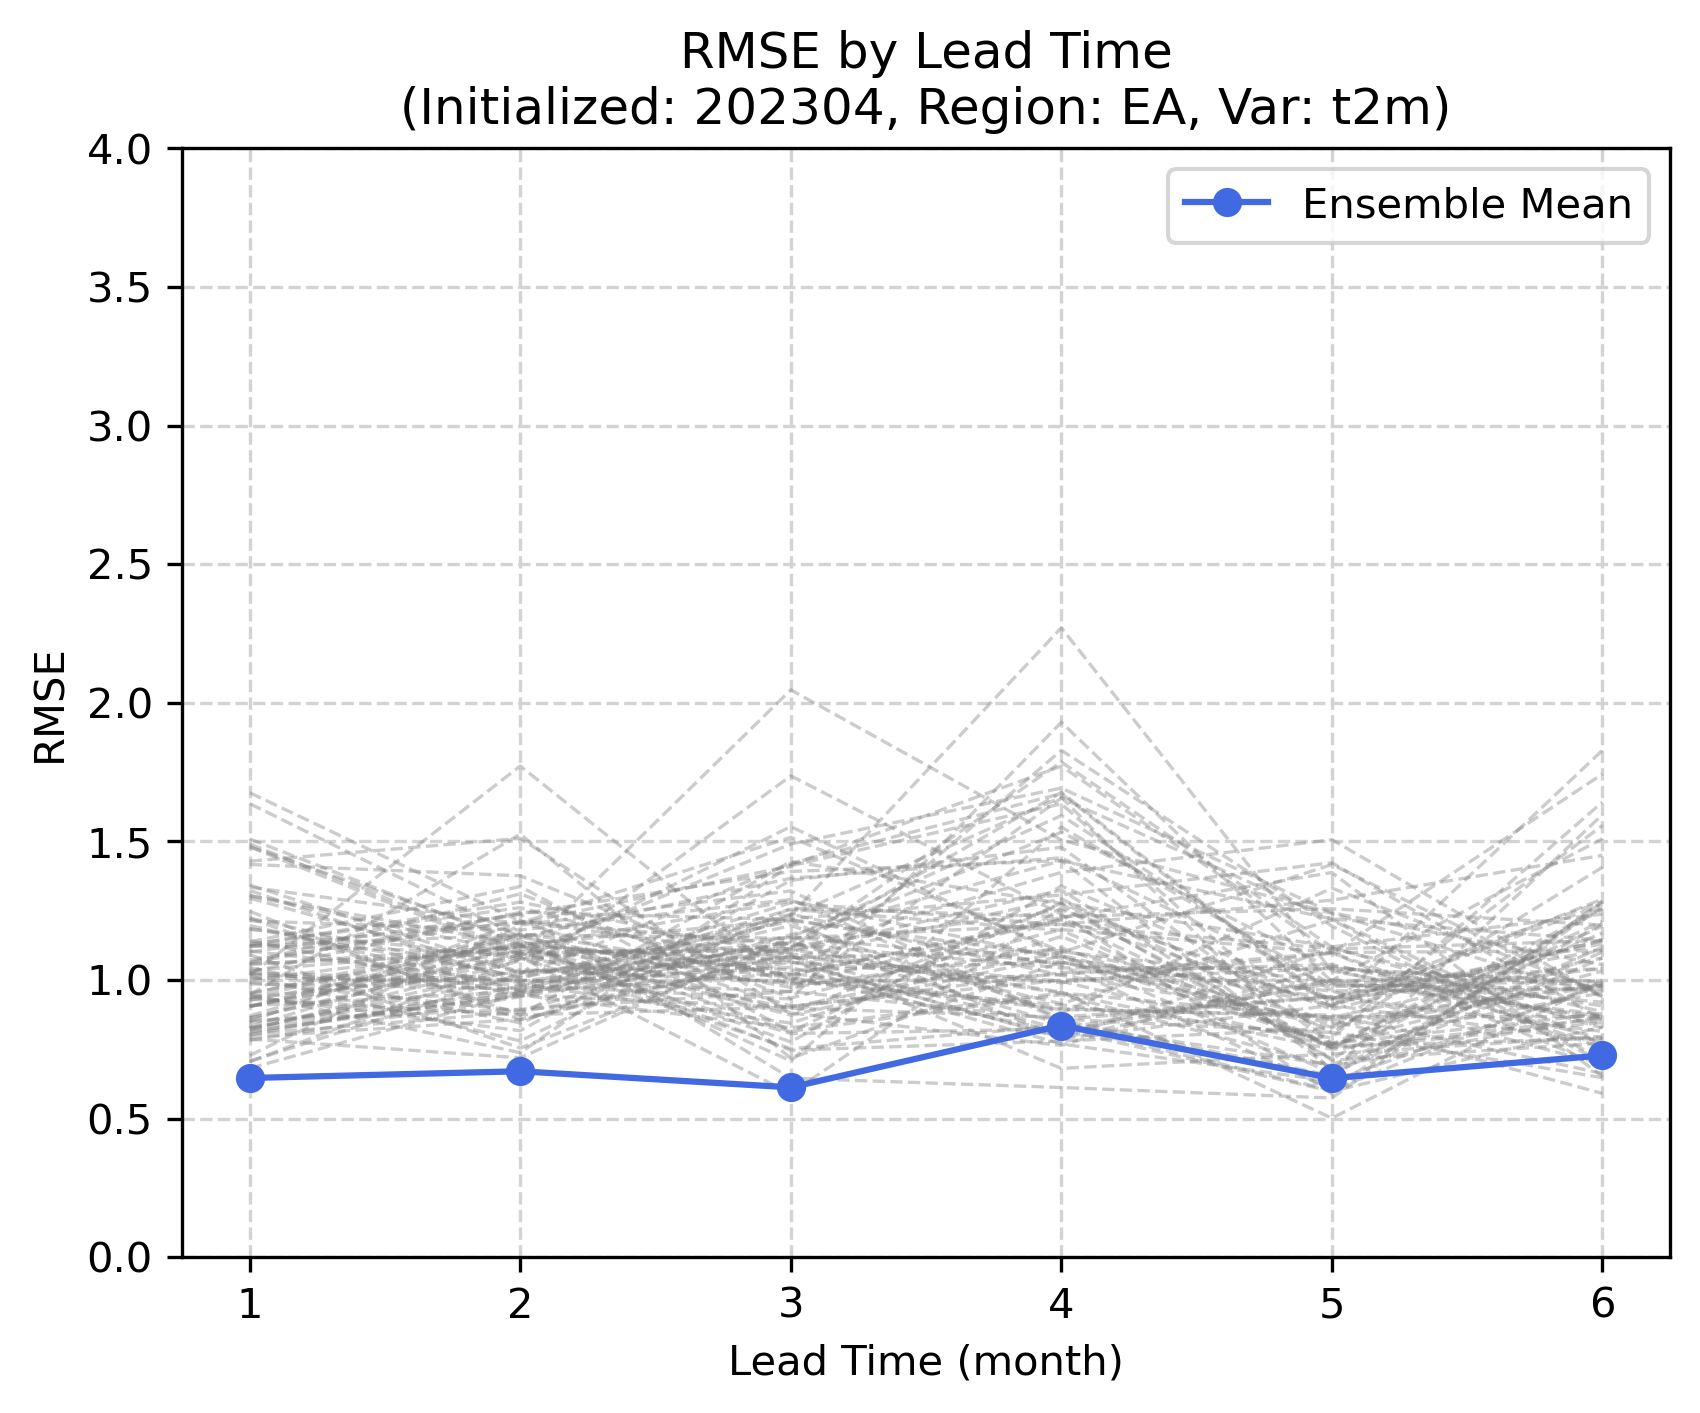 RMSE by Lead Time
(Initialized: 202304, Region: EA, Var: t2m)
Ensemble Mean
4.0
3.5
3.0
2.5
2.0
1.5
1.0
0.5
0.0
RMSE
1 2 3 4 5 6
Lead Time (month)